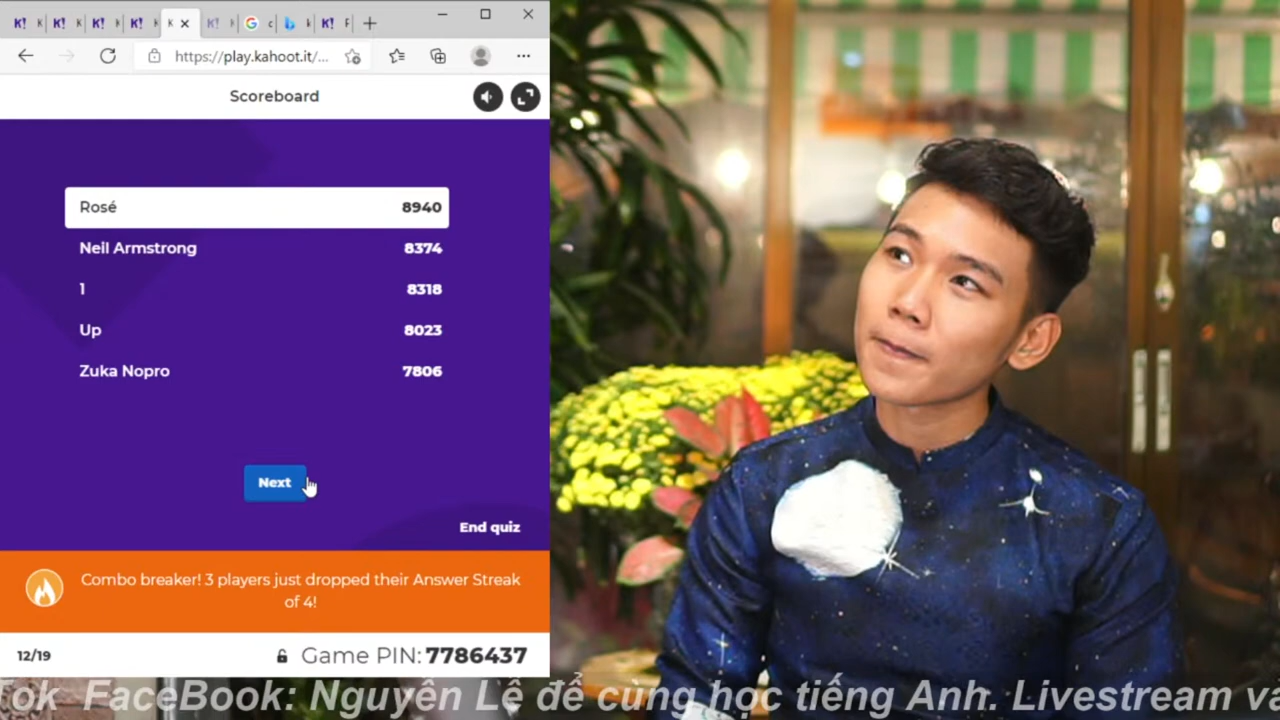 https://play.kahoot.it/...
Scoreboard
Rosé 8940
Neil Armstrong 8374
1 8318
Up 8023
Zuka Nopro 7806
Next
End quiz
Combo breaker! 3 players just dropped their Answer Streak
of 4!
12/19
Game PIN: 7786437
Tok FaceBook: Nguyên Lê để cùng học tiếng Anh. Livestream